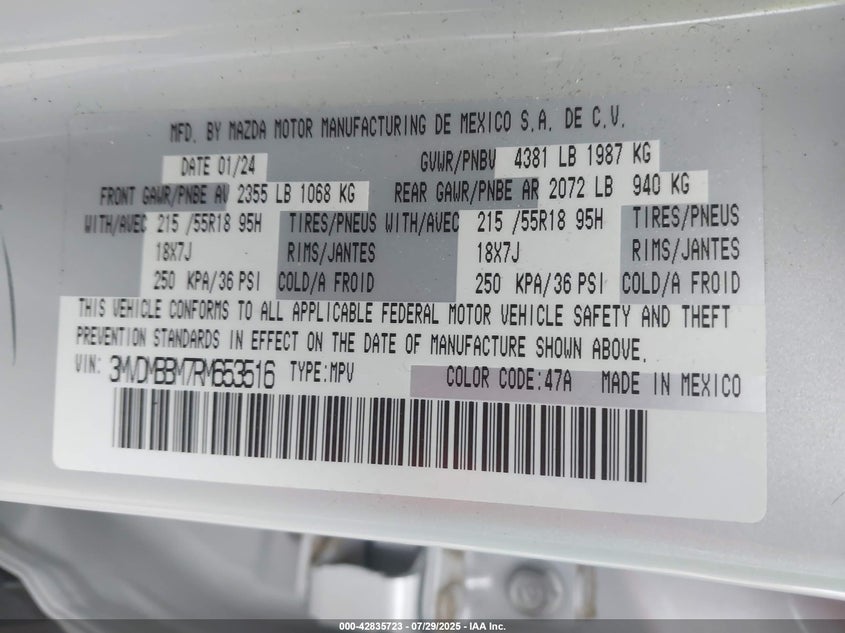 MFD. BY MAZDA MOTOR MANUFACTURING DE MEXICO S.A. DE C.V.
DATE 01/24 GVWR/PNBV 4381 LB 1987 KG
FRONT GAWR/PNBE AV 2355 LB 1068 KG REAR GAWR/PNBE AR 2072 LB 940 KG
WITH/AVEC 215 /55R18 95H TIRES/PNEUS WITH/AVEC 215 /55R18 95H TIRES/PNEUS
18X7J RIMS/JANTES 18X7J RIMS/JANTES
250 KPA/36 PSI COLD/A FROID 250 KPA/36 PSI COLD/A FROID
THIS VEHICLE CONFORMS TO ALL APPLICABLE FEDERAL MOTOR VEHICLE SAFETY AND THEFT
PREVENTION STANDARDS IN EFFECT ON THE DATE OF MANUFACTURE SHOWN ABOVE.
VIN: 3MVDMBBM7RM653516 TYPE:MPV COLOR CODE:47A MADE IN MEXICO
000-42835723 — 07/29/2025 — IAA Inc.